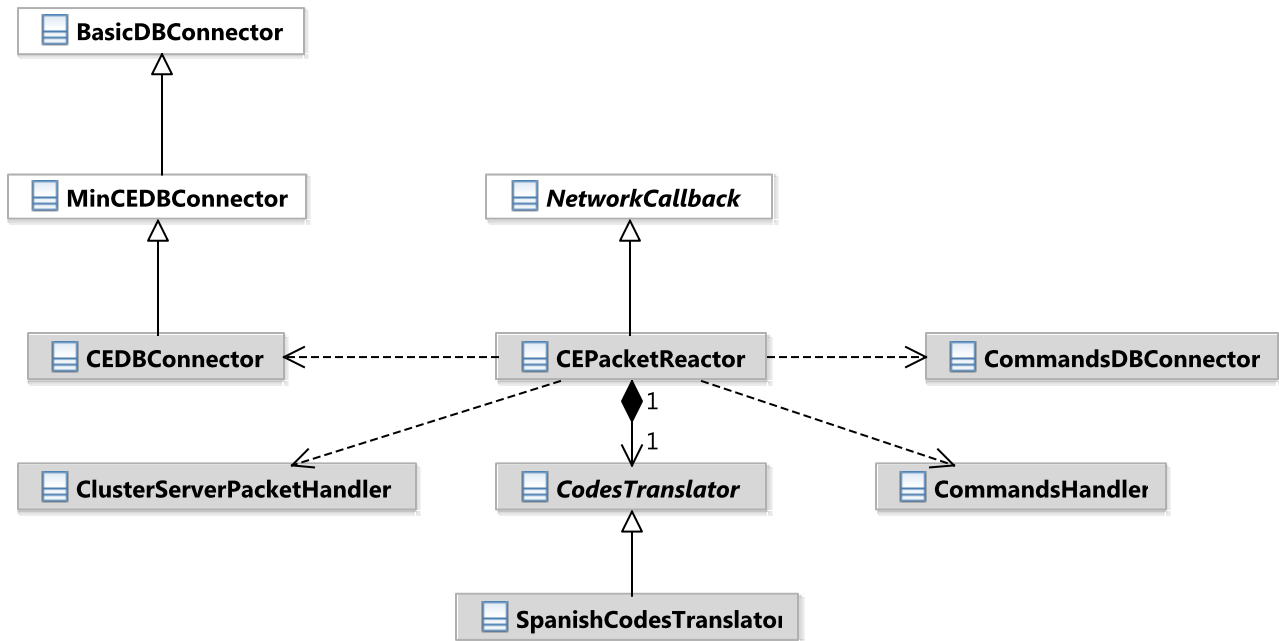 BasicDBConnector
MinCEDBConnector
NetworkCallback
CEDBConnector
CEPacketReactor
CommandsDBConnector
1
1
ClusterServerPacketHandler
CodesTranslator
CommandsHandler
SpanishCodesTranslator